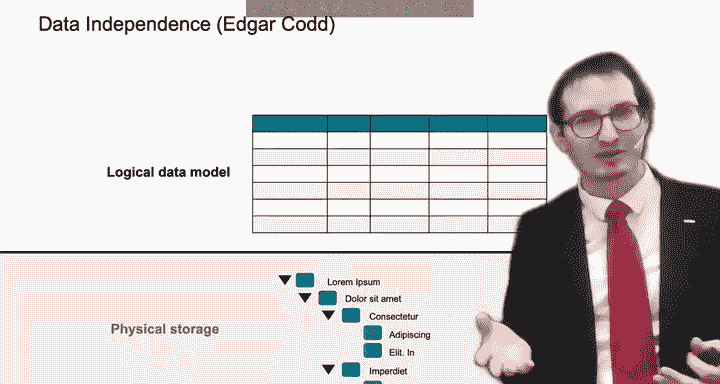 Data Independence (Edgar Codd)
Logical data model
Lorem Ipsum
Dolor sit amet
Physical storage
Consectetur
Adipiscing
Elit. In
Imperdiet